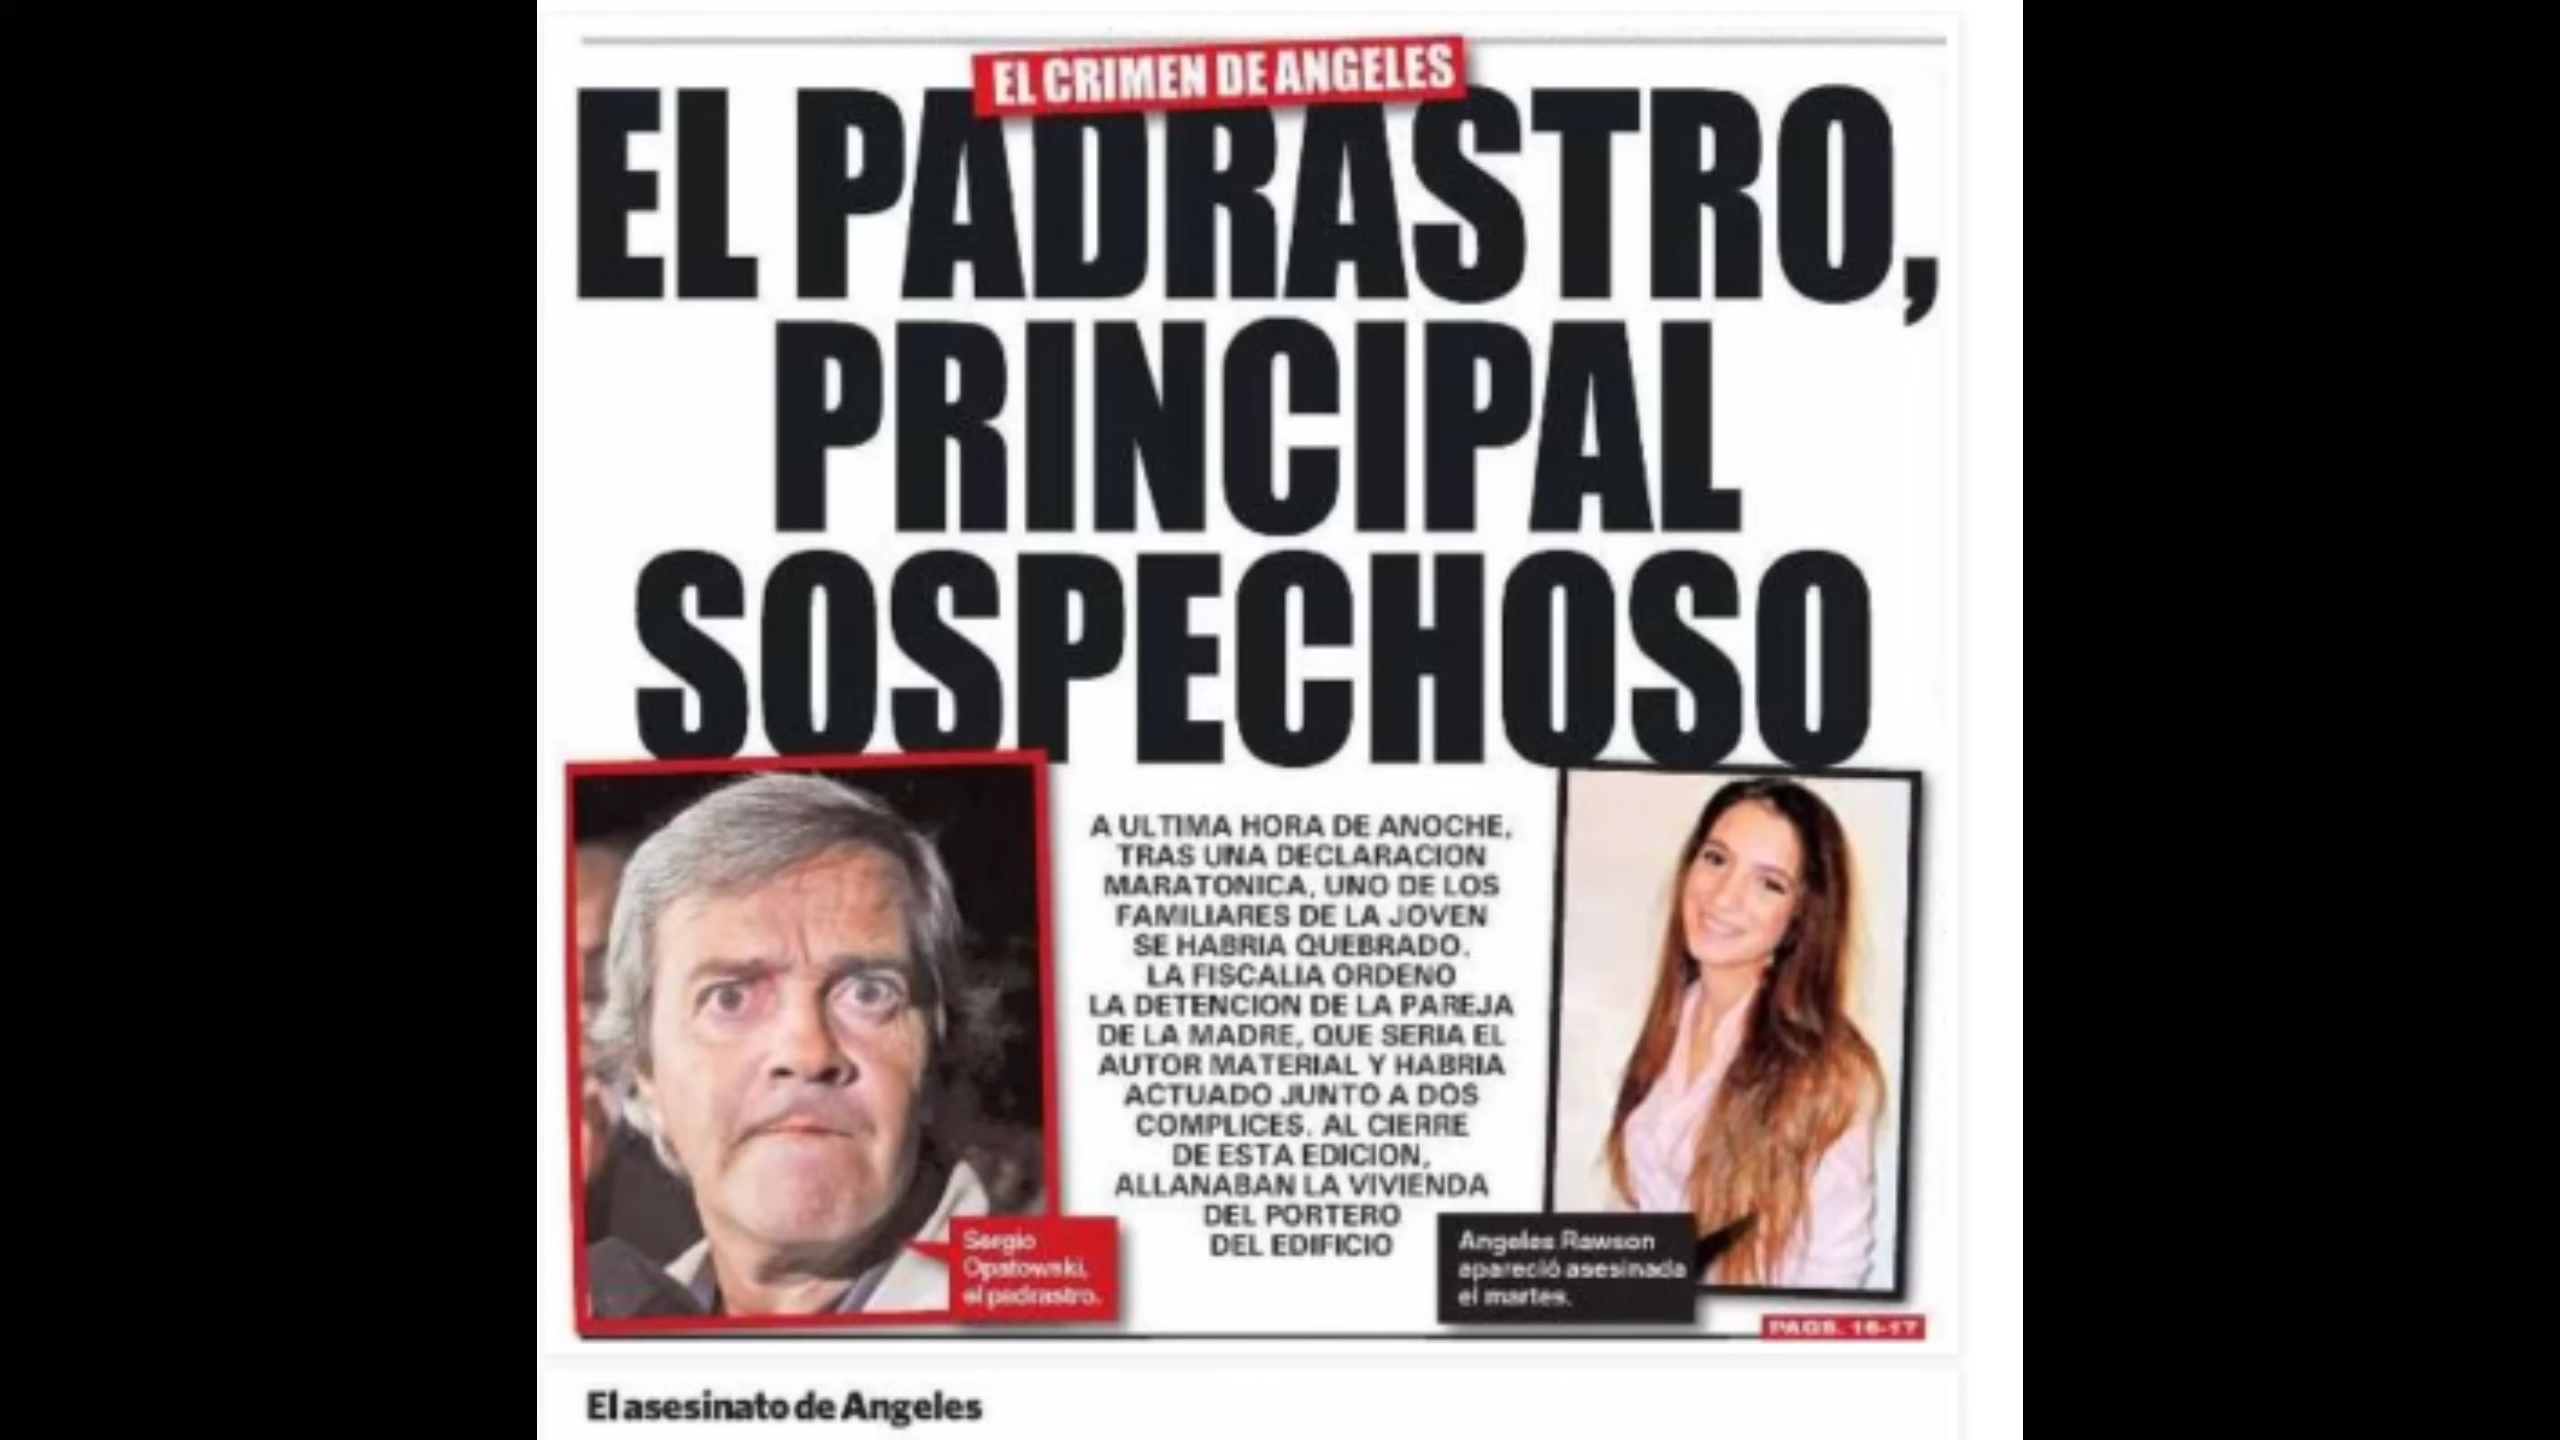 EL CRIMEN DE ANGELES
EL PADRASTRO,
PRINCIPAL
SOSPECHOSO
A ULTIMA HORA DE ANOCHE,
TRAS UNA DECLARACION
MARATONICA, UNO DE LOS
FAMILIARES DE LA JOVEN
SE HABRIA QUEBRADO.
LA FISCALIA ORDENO
LA DETENCION DE LA PAREJA
DE LA MADRE, QUE SERIA EL
AUTOR MATERIAL Y HABRIA
ACTUADO JUNTO A DOS
COMPLICES. AL CIERRE
DE ESTA EDICION,
ALLANABAN LA VIVIENDA
DEL PORTERO
DEL EDIFICIO
Sergio
Opatowski,
el padrastro.
Angeles Rawson
apareció asesinada
el martes.
PAGS. 16-17
El asesinato de Angeles